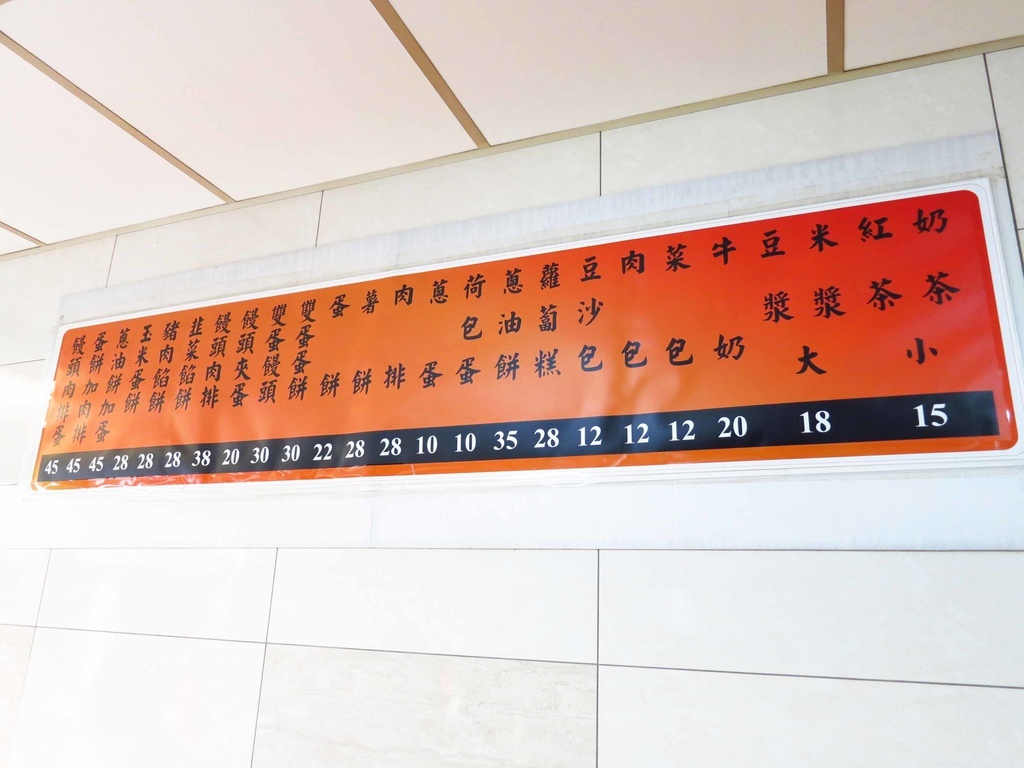 奶茶
紅茶
米漿
豆漿
小 15
大 18
牛奶 20
菜包 12
肉包 12
豆沙包 12
蘿蔔糕 28
蔥油餅 35
荷包蛋 10
蔥蛋 10
肉排 28
薯餅 28
蛋餅 22
雙蛋蛋餅 30
雙蛋饅頭 30
饅頭夾蛋 20
饅頭肉排 38
韭菜餡餅 28
豬肉餡餅 28
玉米蛋餅 28
蔥油餅加蛋 45
蛋餅加肉排 45
饅頭肉排蛋 45